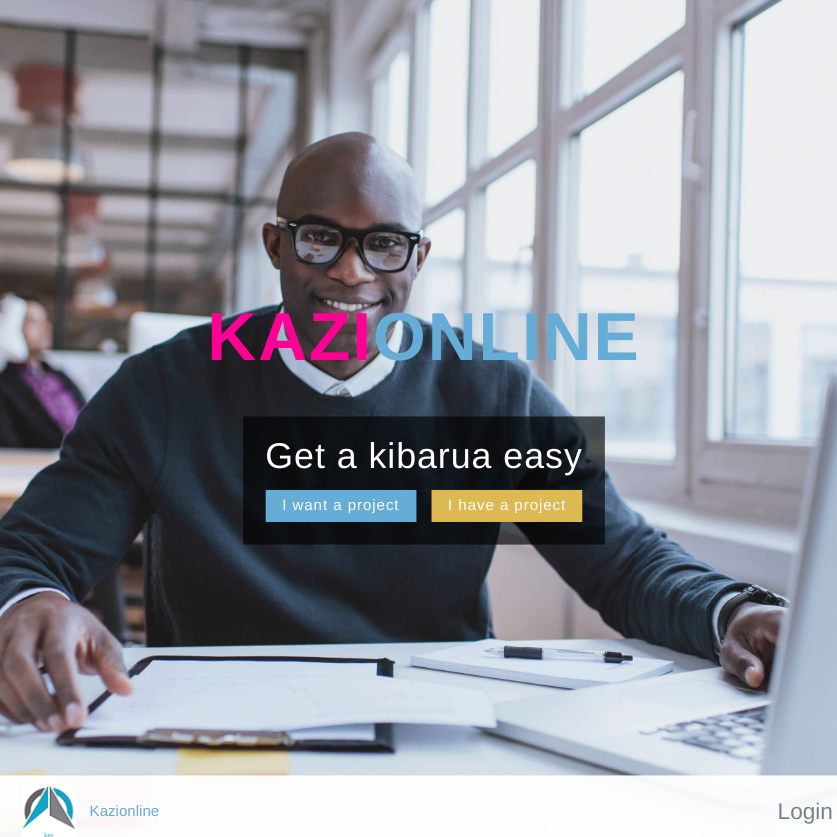 KAZIONLINE
Get a kibarua easy
I want a project
I have a project
Kazionline
Login